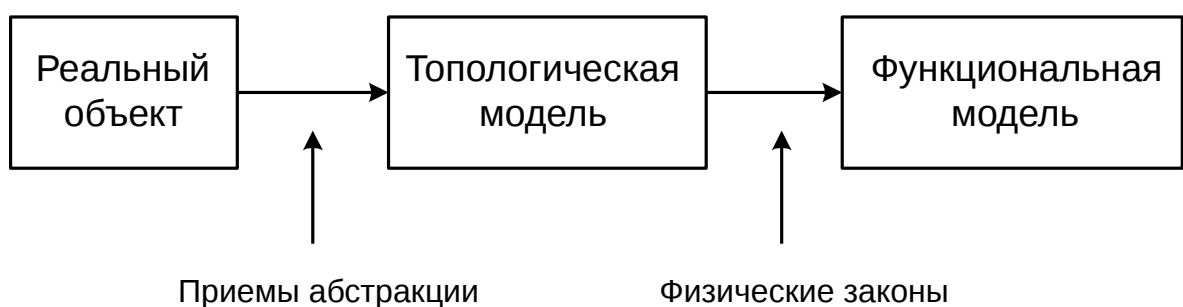 Реальный
объект
Топологическая
модель
Функциональная
модель
Приемы абстракции
Физические законы